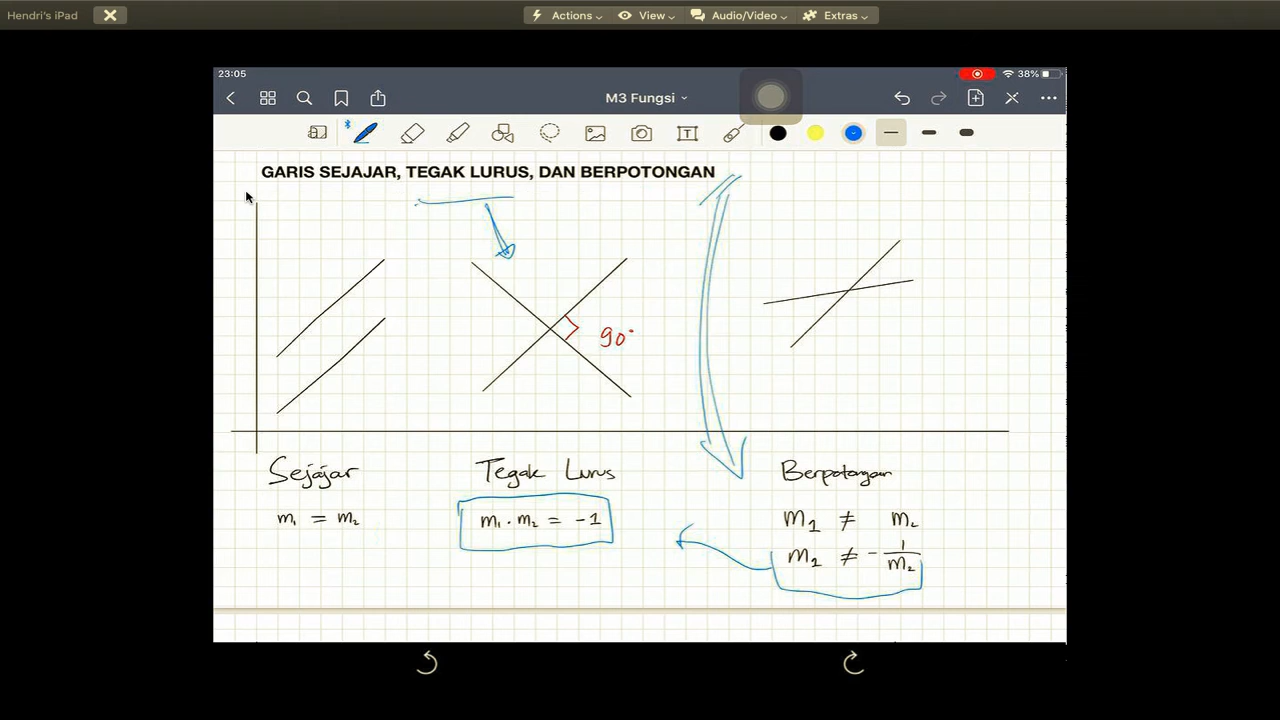 Hendri's iPad
Actions
View
Audio/Video
Extras
23:05
38%
M3 Fungsi
GARIS SEJAJAR, TEGAK LURUS, DAN BERPOTONGAN
90°
Sejajar
Tegak Lurus
Berpotongan
m₁ = m₂
m₁ . m₂ = -1
m₁ ≠ m₂
m₁ ≠ - 1/m₂